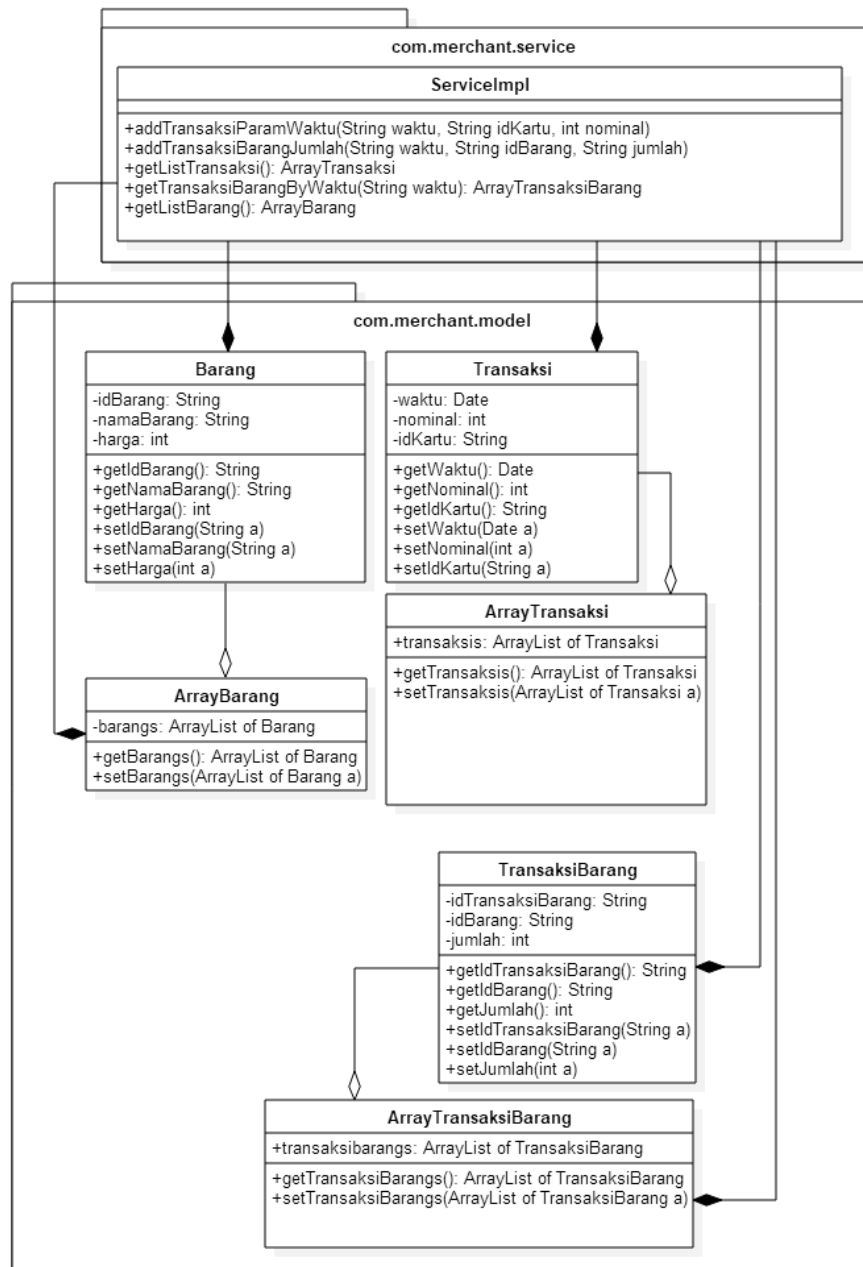 com.merchant.service
ServiceImpl
+addTransaksiParamWaktu(String waktu, String idKartu, int nominal)
+addTransaksiBarangJumlah(String waktu, String idBarang, String jumlah)
+getListTransaksi(): ArrayTransaksi
+getTransaksiBarangByWaktu(String waktu): ArrayTransaksiBarang
+getListBarang(): ArrayBarang
com.merchant.model
Barang
-idBarang: String
-namaBarang: String
-harga: int
+getIdBarang(): String
+getNamaBarang(): String
+getHarga(): int
+setIdBarang(String a)
+setNamaBarang(String a)
+setHarga(int a)
Transaksi
-waktu: Date
-nominal: int
-idKartu: String
+getWaktu(): Date
+getNominal(): int
+getIdKartu(): String
+setWaktu(Date a)
+setNominal(int a)
+setIdKartu(String a)
ArrayTransaksi
+transaksis: ArrayList of Transaksi
+getTransaksis(): ArrayList of Transaksi
+setTransaksis(ArrayList of Transaksi a)
ArrayBarang
-barangs: ArrayList of Barang
+getBarangs(): ArrayList of Barang
+setBarangs(ArrayList of Barang a)
TransaksiBarang
-idTransaksiBarang: String
-idBarang: String
-jumlah: int
+getIdTransaksiBarang(): String
+getIdBarang(): String
+getJumlah(): int
+setIdTransaksiBarang(String a)
+setIdBarang(String a)
+setJumlah(int a)
ArrayTransaksiBarang
+transaksibarangs: ArrayList of TransaksiBarang
+getTransaksiBarangs(): ArrayList of TransaksiBarang
+setTransaksiBarangs(ArrayList of TransaksiBarang a)